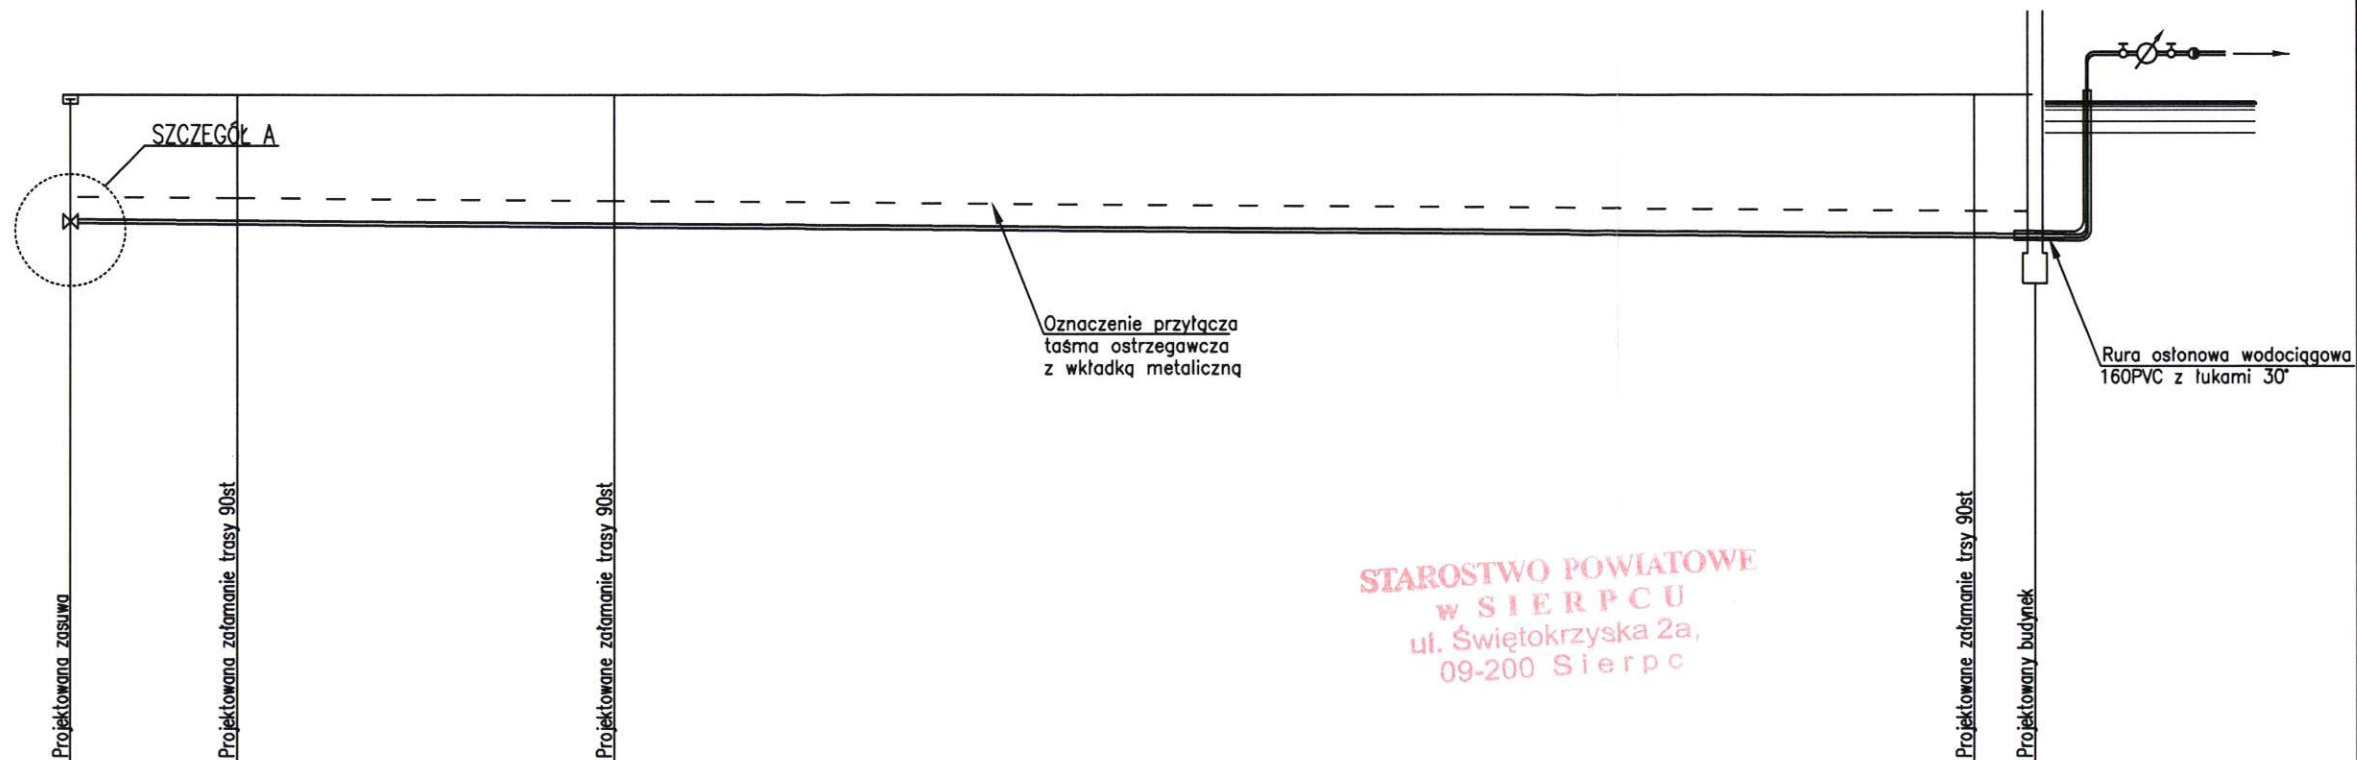 SZCZEGÓŁ A
Oznaczenie przyłącza
taśma ostrzegawcza
z wkładką metaliczną
Rura osłonowa wodociągowa
160PVC z łukami 30°
Projektowana zasuwa
Projektowana załamanie trasy 90st
Projektowane załamanie trasy 90st
Projektowane załamanie trsy 90st
Projektowany budynek
STAROSTWO POWIATOWE
w SIERPCU
ul. Świętokrzyska 2a,
09-200 Sierpc